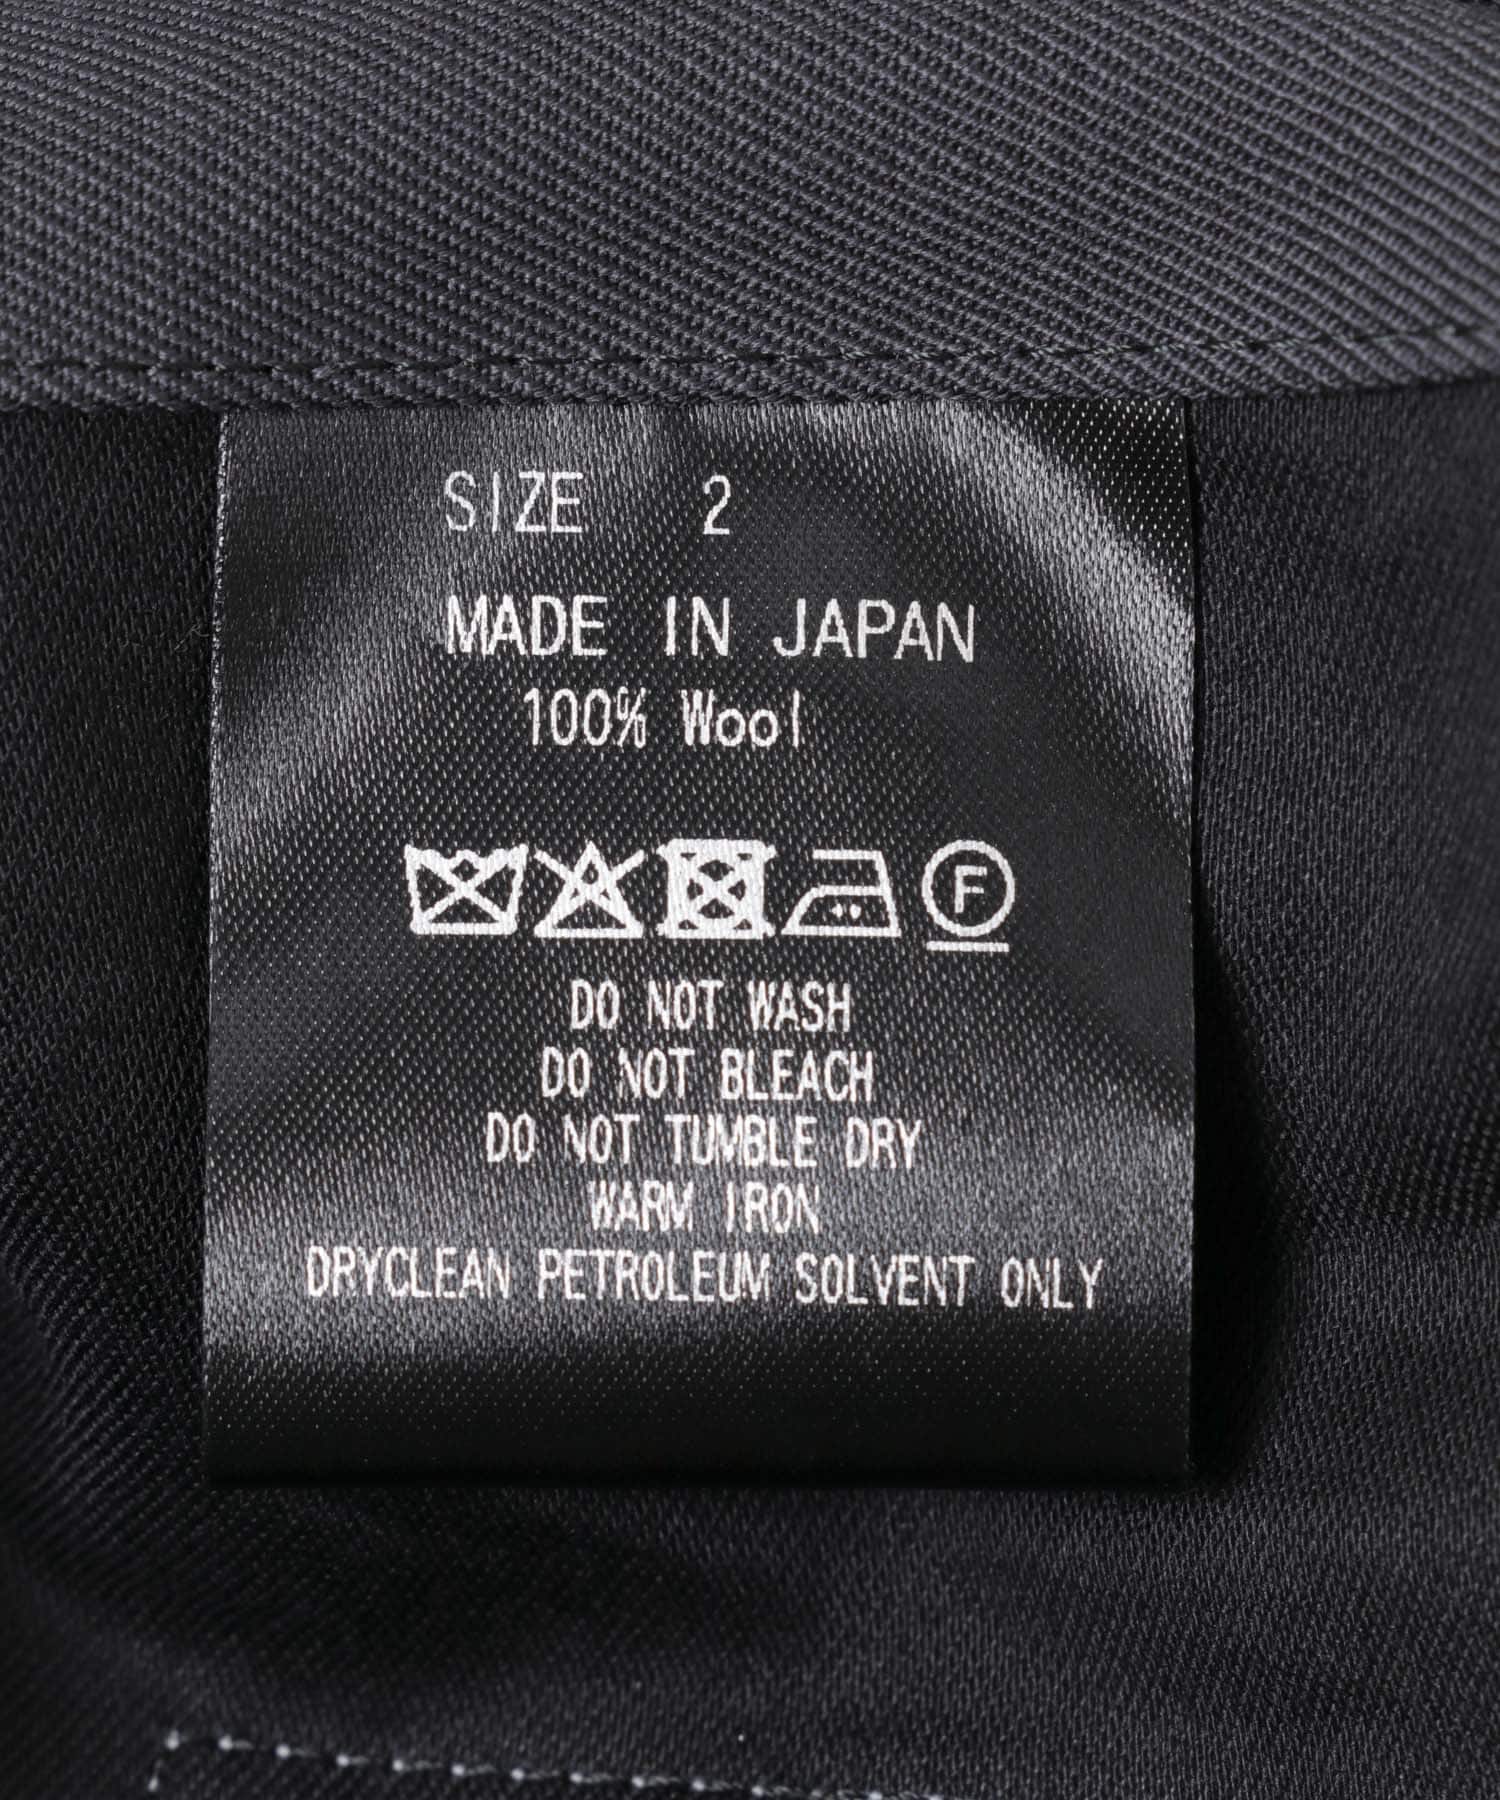 SIZE 2
MADE IN JAPAN
100% Wool
F
DO NOT WASH
DO NOT BLEACH
DO NOT TUMBLE DRY
WARM IRON
DRYCLEAN PETROLEUM SOLVENT ONLY